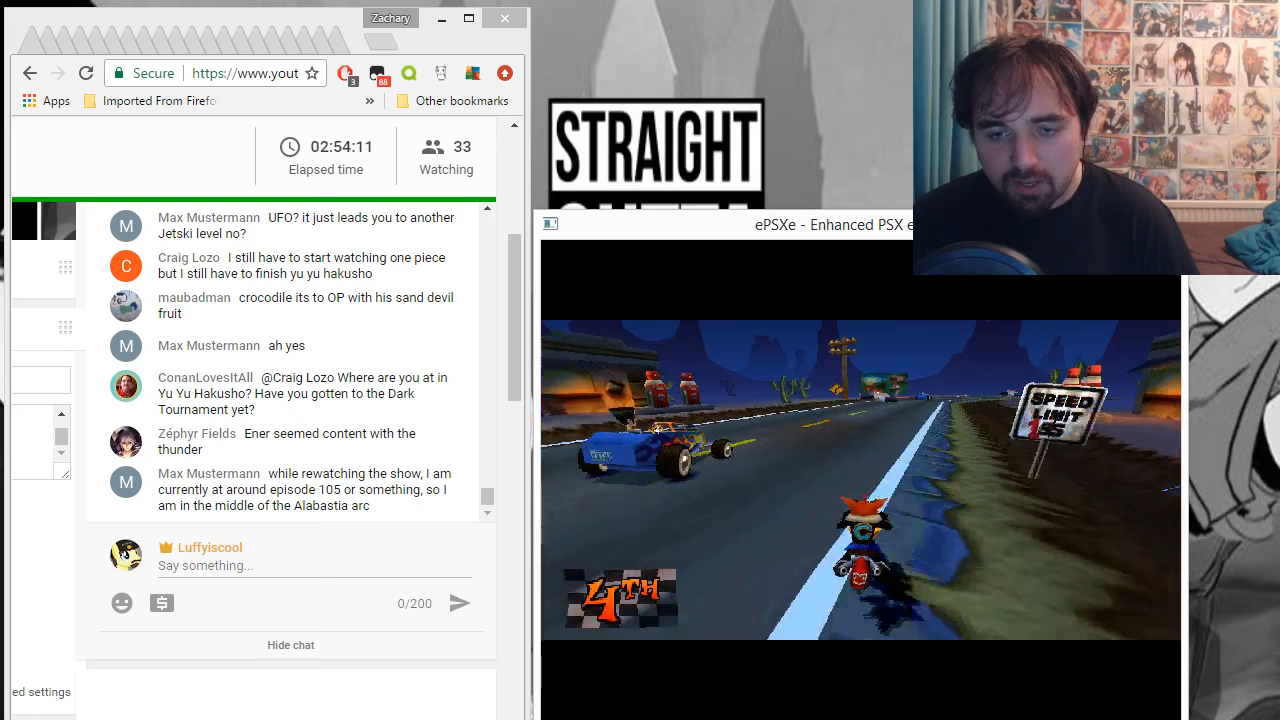 Zachary
Secure
https://www.yout
3
88
Apps
Imported From Firefo
»
Other bookmarks
02:54:11
Elapsed time
33
Watching
M
Max Mustermann UFO? it just leads you to another
Jetski level no?
C
Craig Lozo I still have to start watching one piece
but I still have to finish yu yu hakusho
maubadman crocodile its to OP with his sand devil
fruit
M
Max Mustermann ah yes
ConanLovesItAll @Craig Lozo Where are you at in
Yu Yu Hakusho? Have you gotten to the Dark
Tournament yet?
Zéphyr Fields Ener seemed content with the
thunder
M
Max Mustermann while rewatching the show, I am
currently at around episode 105 or something, so I
am in the middle of the Alabastia arc
Luffyiscool
Say something...
0/200
Hide chat
ed settings
STRAIGHT
ePSXe - Enhanced PSX e
SPEED
LIMIT
C
4TH